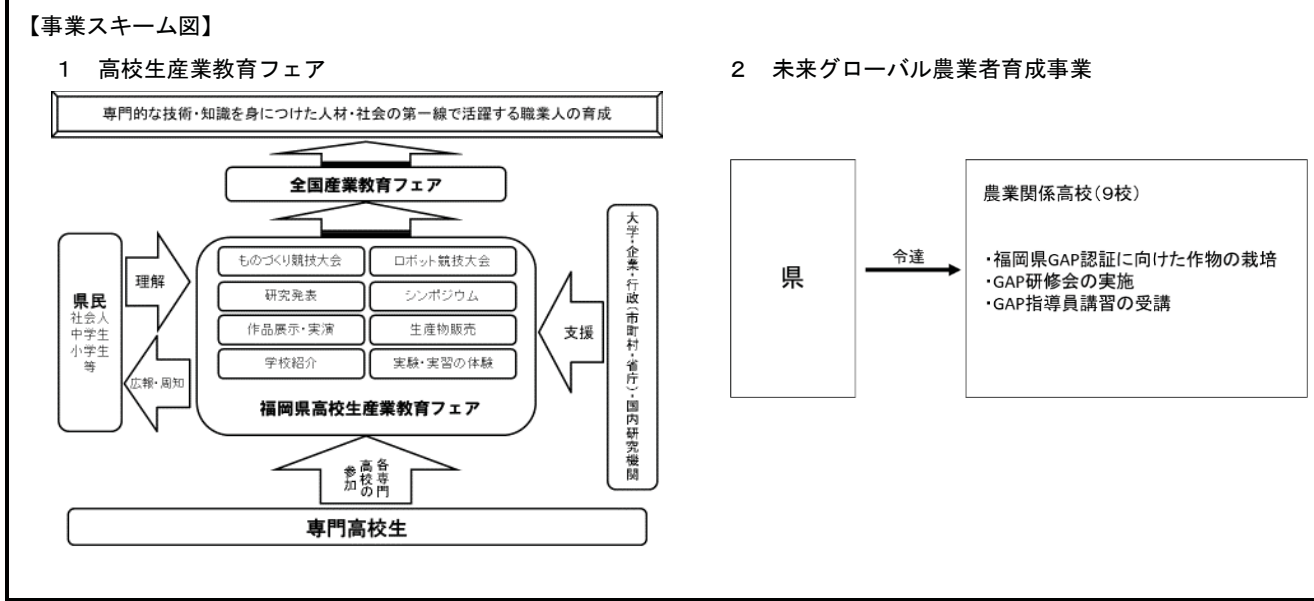 【事業スキーム図】
1　高校生産業教育フェア
専門的な技術・知識を身につけた人材・社会の第一線で活躍する職業人の育成
全国産業教育フェア
県民
社会人
中学生
小学生
等
理解
広報・周知
ものづくり競技大会
ロボット競技大会
研究発表
シンポジウム
作品展示・実演
生産物販売
学校紹介
実験・実習の体験
福岡県高校生産業教育フェア
支援
大学・企業・行政(市町村・省庁)・国内研究機関
各専門
高校の
参加
専門高校生
2　未来グローバル農業者育成事業
県
令達
農業関係高校(9校)
・福岡県GAP認証に向けた作物の栽培
・GAP研修会の実施
・GAP指導員講習の受講